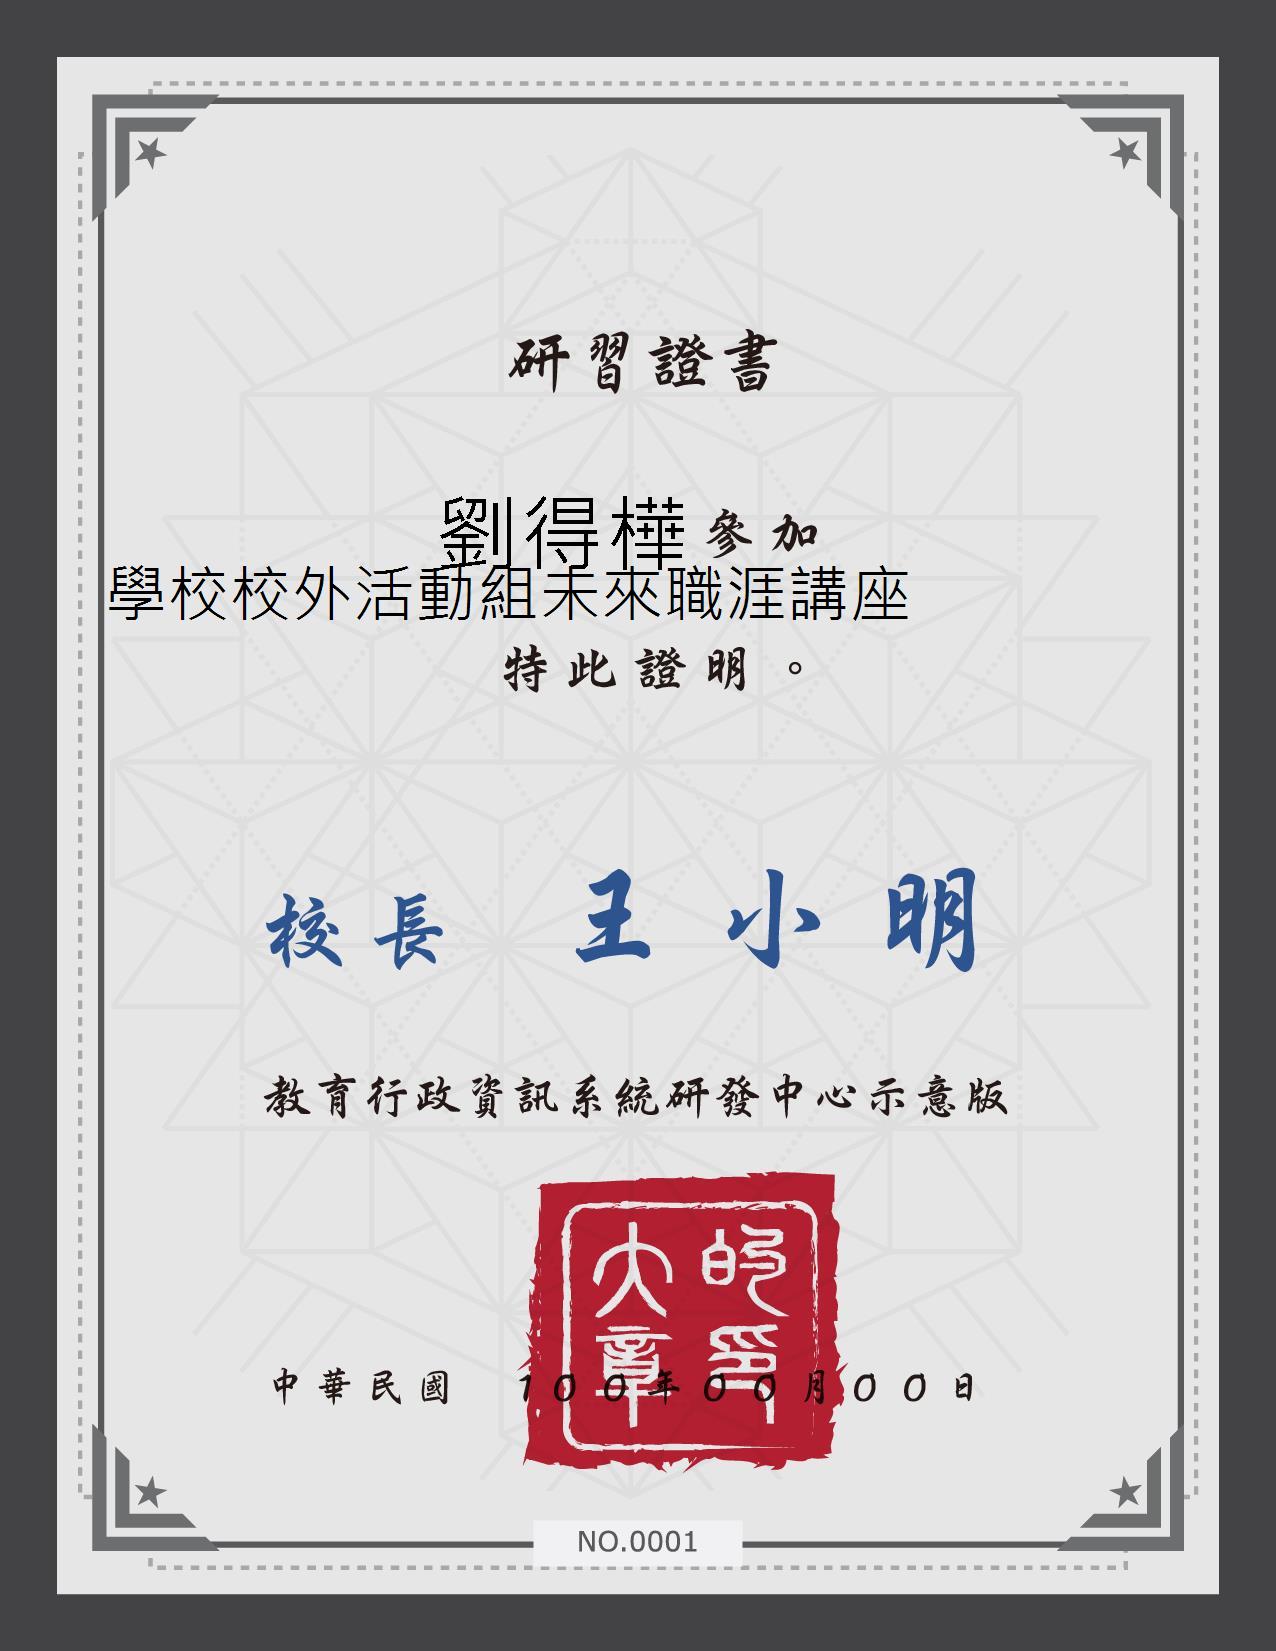 研習證書
劉得樺 參加
學校校外活動組未來職涯講座
特此證明。
校長 王小明
教育行政資訊系統研發中心示意版
的印
大章
中華民國 100年00月00日
NO.0001